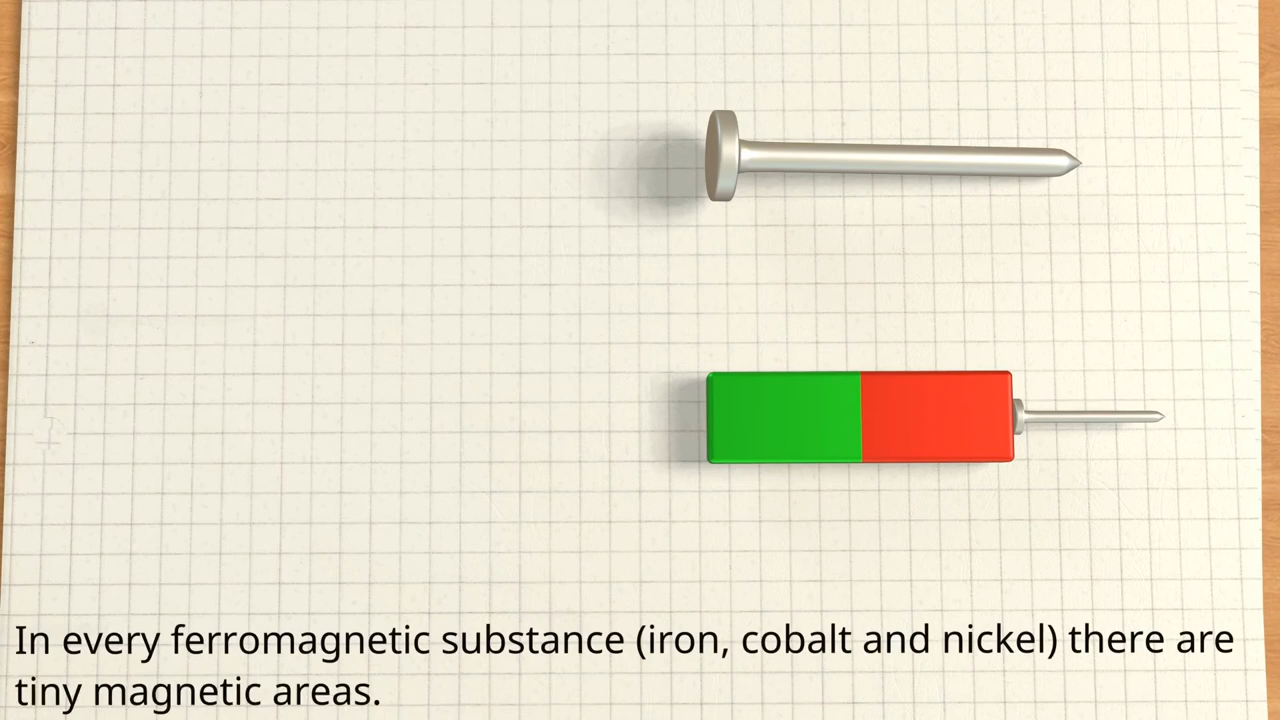 In every ferromagnetic substance (iron, cobalt and nickel) there are
tiny magnetic areas.